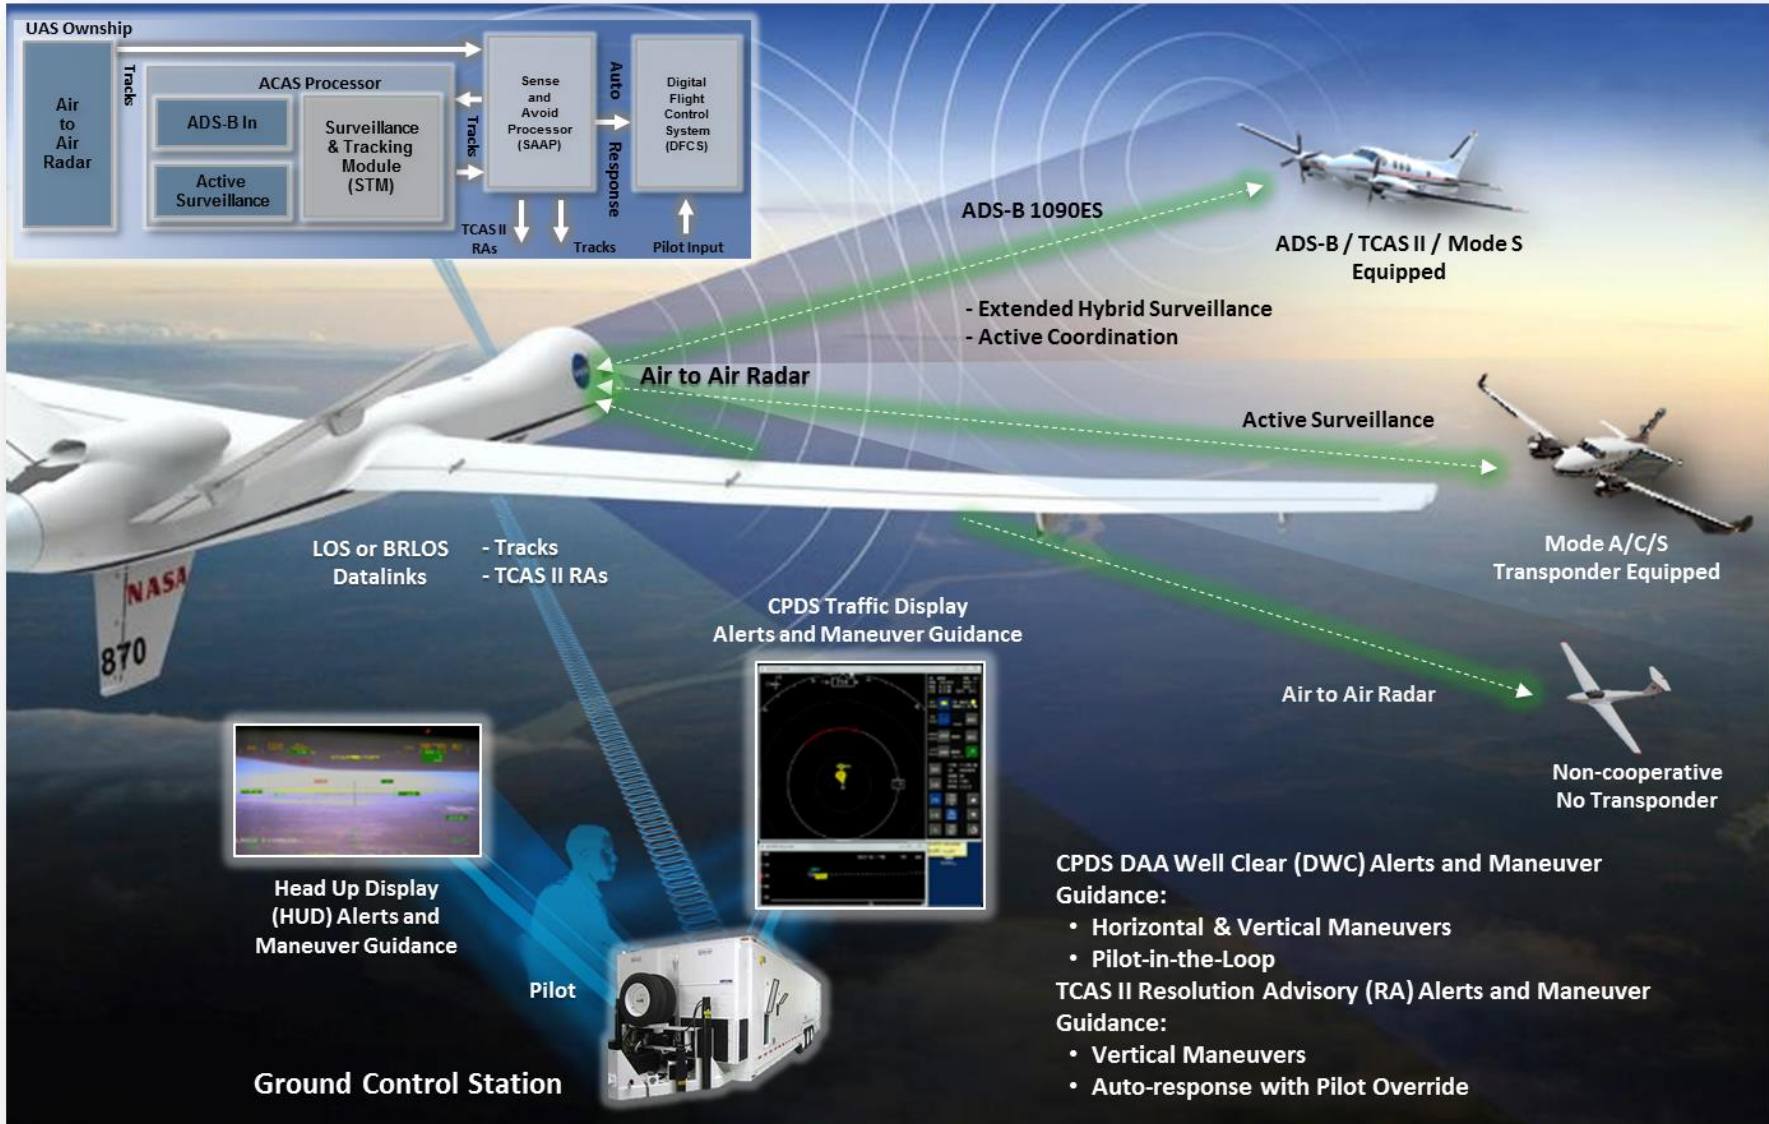 UAS Ownship
Air
to
Air
Radar
Tracks
ACAS Processor
ADS-B In
Active
Surveillance
Surveillance
& Tracking
Module
(STM)
Tracks
Sense
and
Avoid
Processor
(SAAP)
Auto
Response
Digital
Flight
Control
System
(DFCS)
TCAS II
RAs
Tracks
Pilot Input
ADS-B 1090ES
ADS-B / TCAS II / Mode S
Equipped
- Extended Hybrid Surveillance
- Active Coordination
Air to Air Radar
Active Surveillance
Mode A/C/S
Transponder Equipped
LOS or BRLOS
Datalinks
- Tracks
- TCAS II RAs
NASA
870
CPDS Traffic Display
Alerts and Maneuver Guidance
Air to Air Radar
Non-cooperative
No Transponder
Head Up Display
(HUD) Alerts and
Maneuver Guidance
Pilot
Ground Control Station
CPDS DAA Well Clear (DWC) Alerts and Maneuver
Guidance:
• Horizontal & Vertical Maneuvers
• Pilot-in-the-Loop
TCAS II Resolution Advisory (RA) Alerts and Maneuver
Guidance:
• Vertical Maneuvers
• Auto-response with Pilot Override